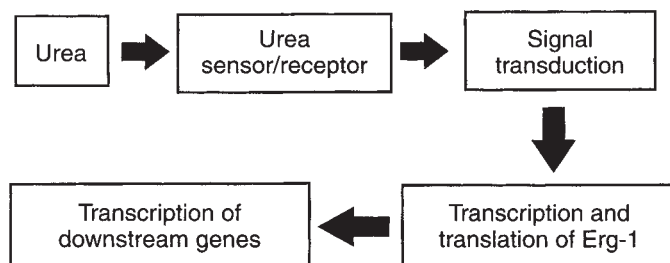 Urea
Urea
sensor/receptor
Signal
transduction
Transcription and
translation of Erg-1
Transcription of
downstream genes